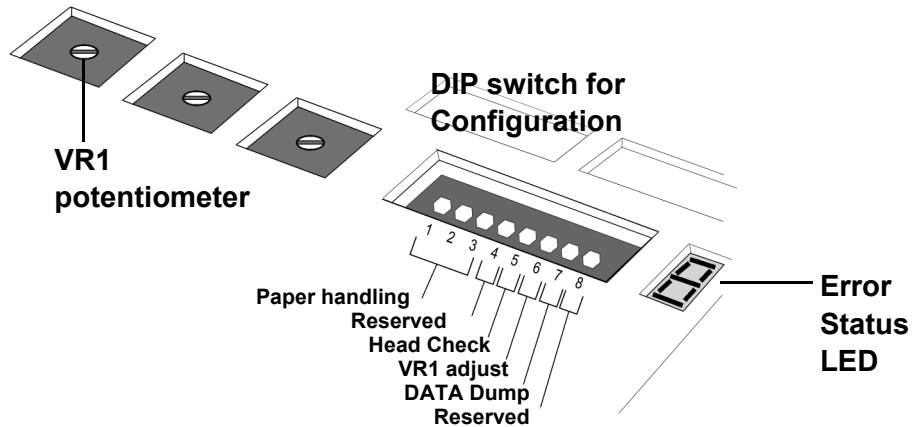 DIP switch for
Configuration
VR1
potentiometer
1 2 3 4 5 6 7 8
Paper handling
Reserved
Head Check
VR1 adjust
DATA Dump
Reserved
Error
Status
LED